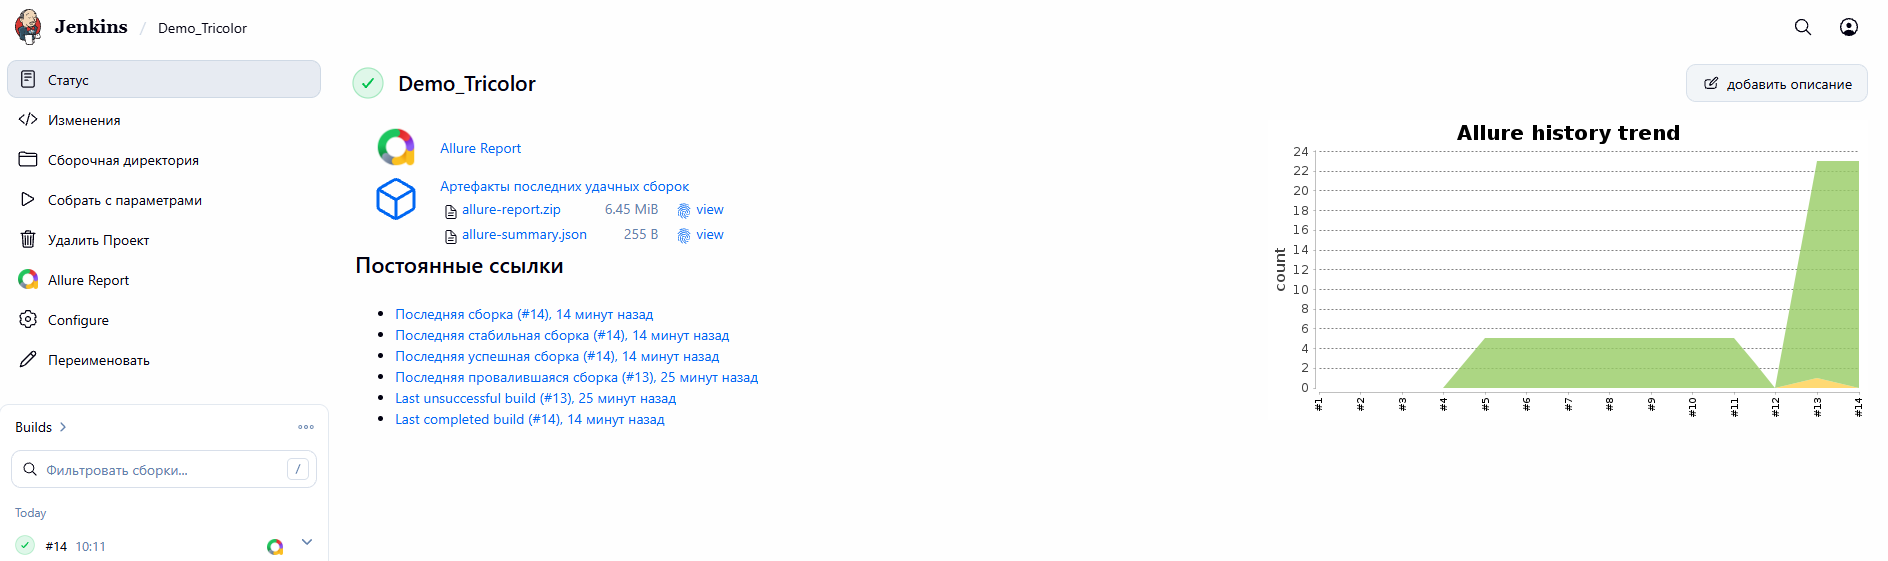 Jenkins / Demo_Tricolor
Статус
Изменения
Сборочная директория
Собрать с параметрами
Удалить Проект
Allure Report
Configure
Переименовать
Builds
Фильтровать сборки...
/
Today
#14 10:11
Demo_Tricolor
добавить описание
Allure Report
Артефакты последних удачных сборок
allure-report.zip 6.45 MiB view
allure-summary.json 255 B view
Постоянные ссылки
Последняя сборка (#14), 14 минут назад
Последняя стабильная сборка (#14), 14 минут назад
Последняя успешная сборка (#14), 14 минут назад
Последняя провалившаяся сборка (#13), 25 минут назад
Last unsuccessful build (#13), 25 минут назад
Last completed build (#14), 14 минут назад
Allure history trend
count
24
22
20
18
16
14
12
10
8
6
4
2
0
#1 #2 #3 #4 #5 #6 #7 #8 #9 #10 #11 #12 #13 #14